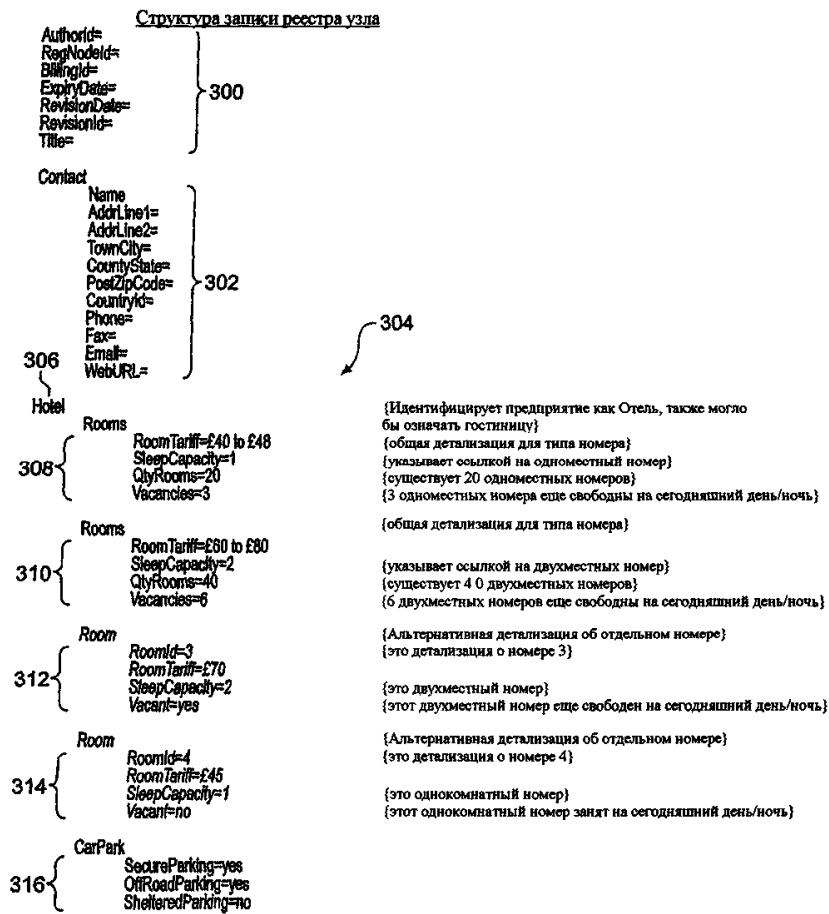 Структура записи реестра узла
AuthorId=
RegNodeId=
BillingId=
ExpiryDate=
RevisionDate=
RevisionId=
Title=
300
Contact
Name
AddrLine1=
AddrLine2=
TownCity=
CountyState=
PostZipCode=
CountryId=
Phone=
Fax=
Email=
WebURL=
302
304
306
Hotel {Идентифицирует предприятие как Отель, также могло
бы означать гостиницу}
Rooms
RoomTariff=£40 to £48 {общая детализация для типа номера}
SleepCapacity=1 {указывает ссылкой на одноместный номер}
308
QtyRooms=20 {существует 20 одноместных номеров}
Vacancies=3 {3 одноместных номера еще свободны на сегодняшний день/ночь}
Rooms {общая детализация для типа номера}
RoomTariff=£60 to £80
310
SleepCapacity=2 {указывает ссылкой на двухместных номер}
QtyRooms=40 {существует 4 0 двухместных номеров}
Vacancies=6 {6 двухместных номеров еще свободны на сегодняшний день/ночь}
Room {Альтернативная детализация об отдельном номере}
RoomId=3 {это детализация о номере 3}
312
RoomTariff=£70
SleepCapacity=2 {это двухместный номер}
Vacant=yes {этот двухместный номер еще свободен на сегодняшний день/ночь}
Room {Альтернативная детализация об отдельном номере}
RoomId=4 {это детализация о номере 4}
314
RoomTariff=£45
SleepCapacity=1 {это однокомнатный номер}
Vacant=no {этот однокомнатный номер занят на сегодняшний день/ночь}
CarPark
316
SecureParking=yes
OffRoadParking=yes
ShelteredParking=no